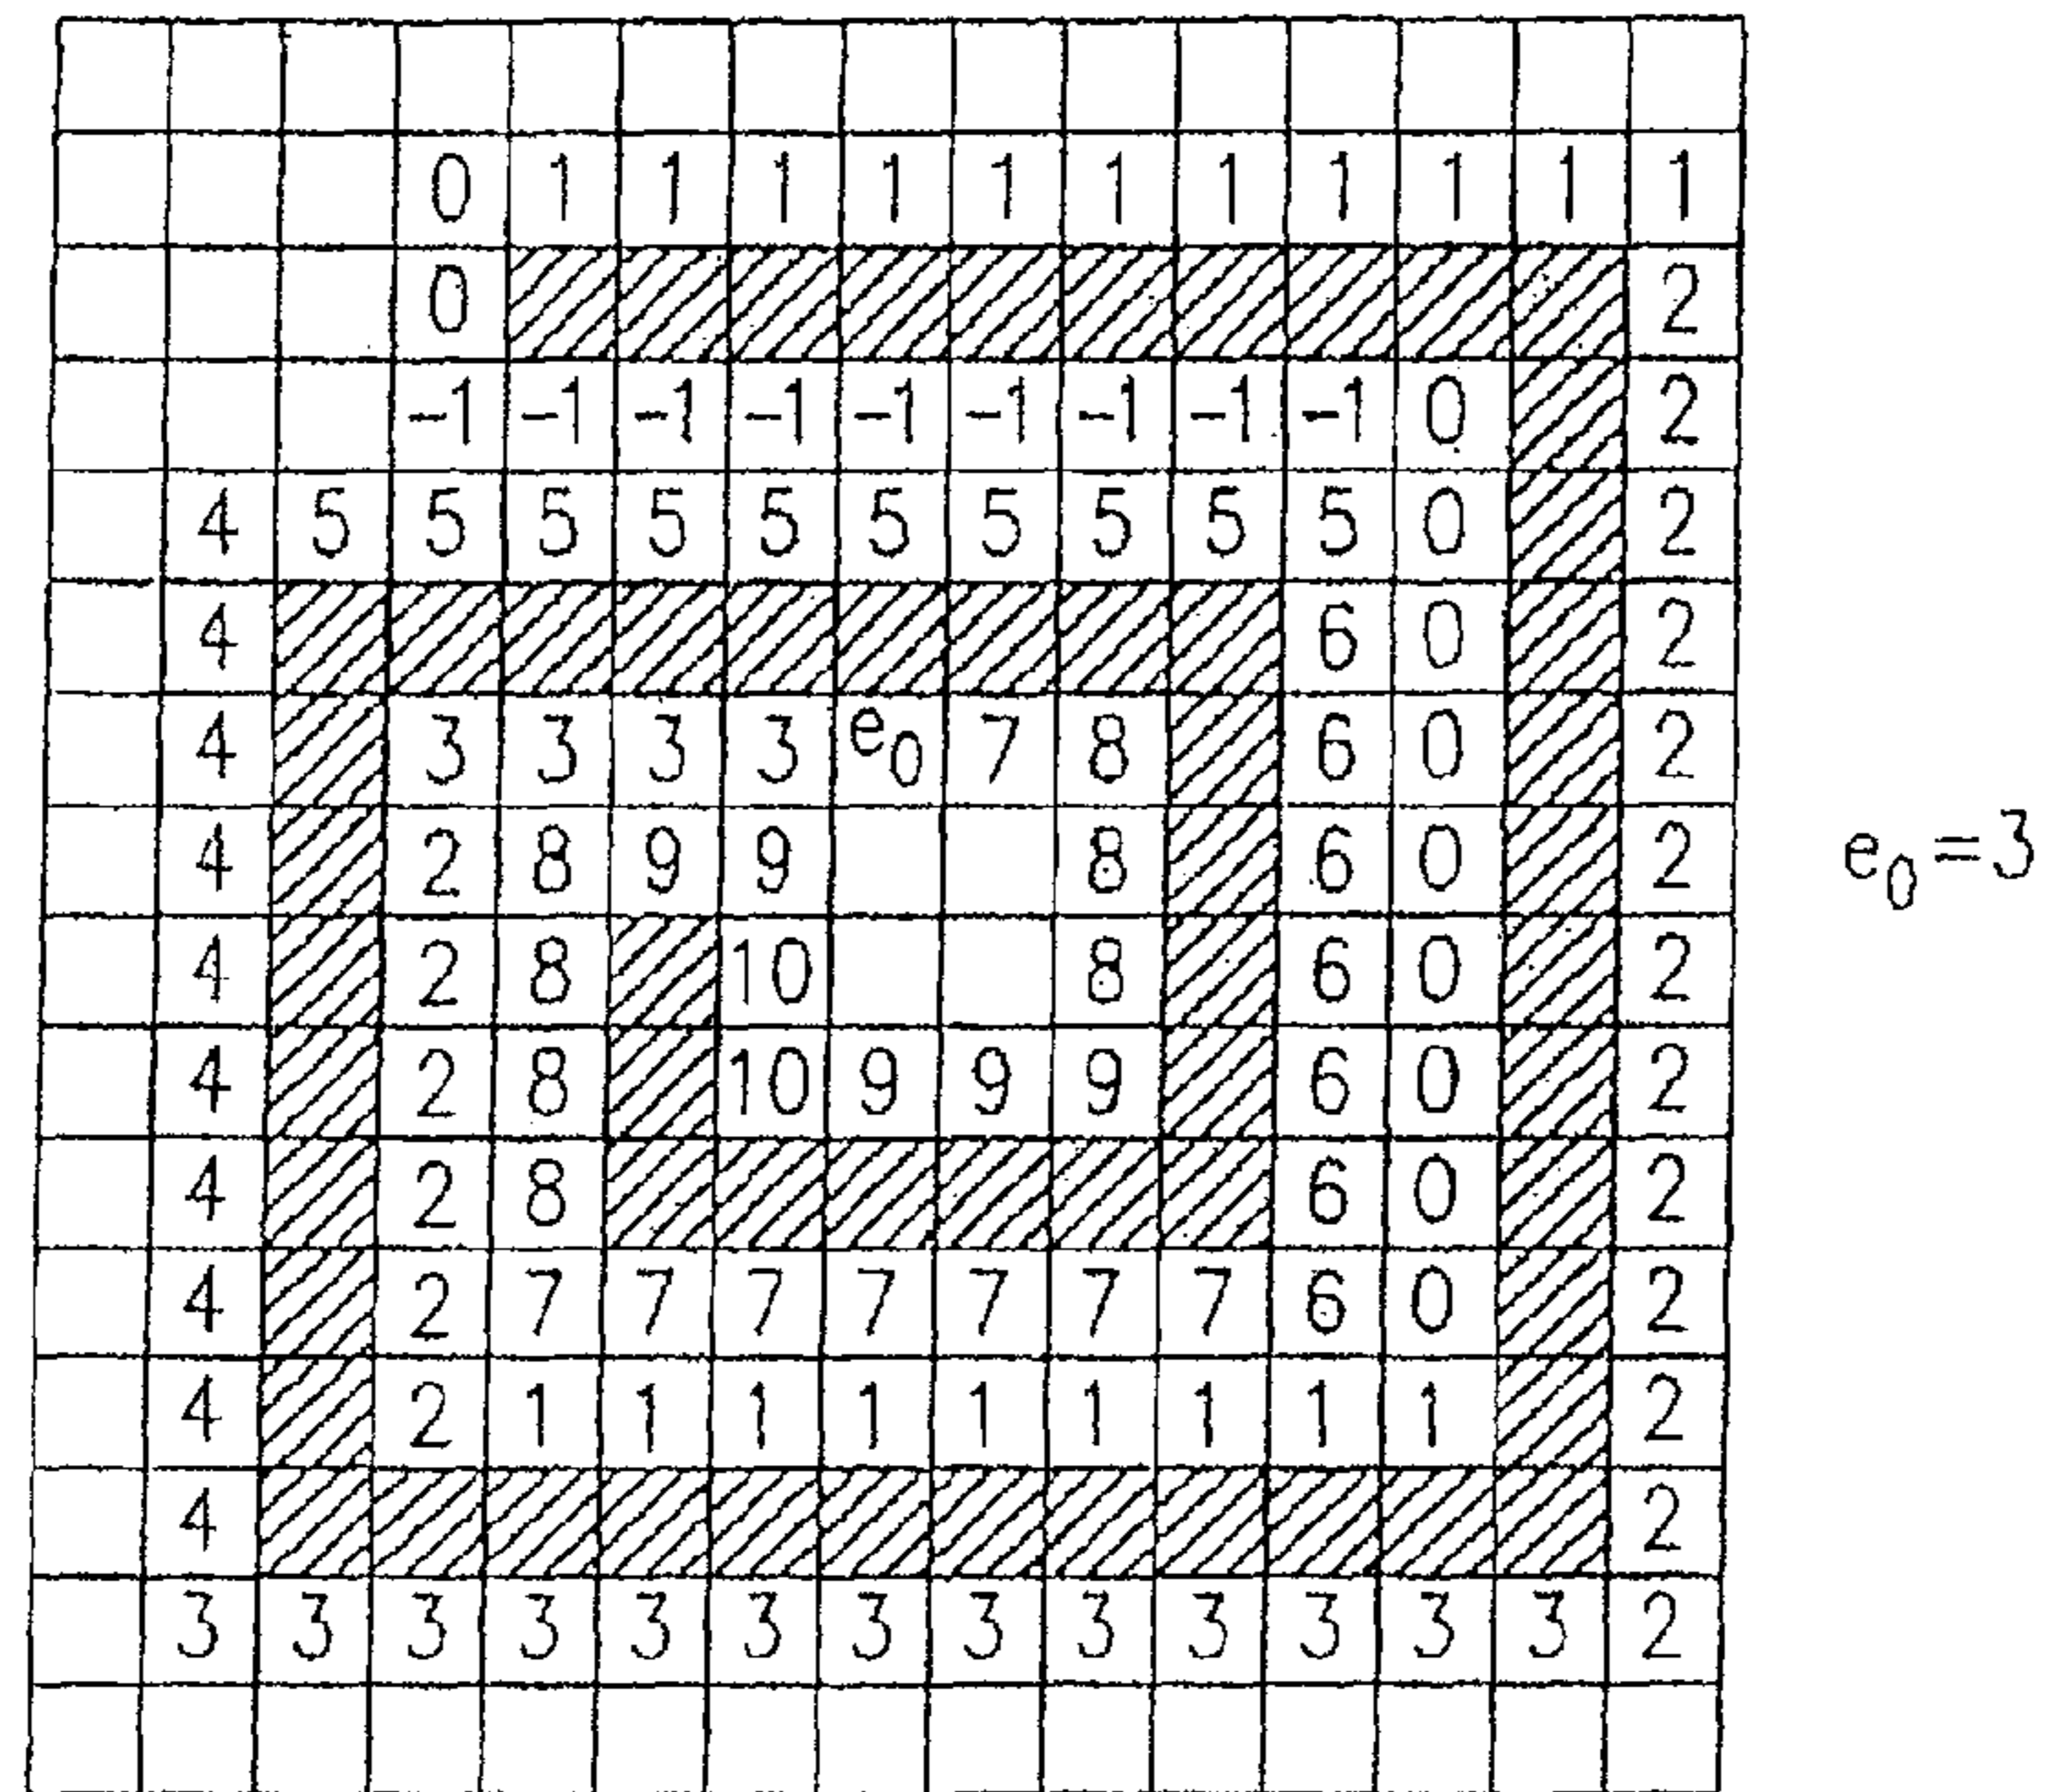 0 1 1 1 1 1 1 1 1 1 1 1
0 2
-1 -1 -1 -1 -1 -1 -1 -1 -1 0 2
4 5 5 5 5 5 5 5 5 5 5 0 2
4 6 0 2
4 3 3 3 3 e0 7 8 6 0 2
4 2 8 9 9 8 6 0 2
e0=3
4 2 8 10 8 6 0 2
4 2 8 10 9 9 9 6 0 2
4 2 8 6 0 2
4 2 7 7 7 7 7 7 7 6 0 2
4 2 1 1 1 1 1 1 1 1 1 2
4 2
3 3 3 3 3 3 3 3 3 3 3 3 3 2